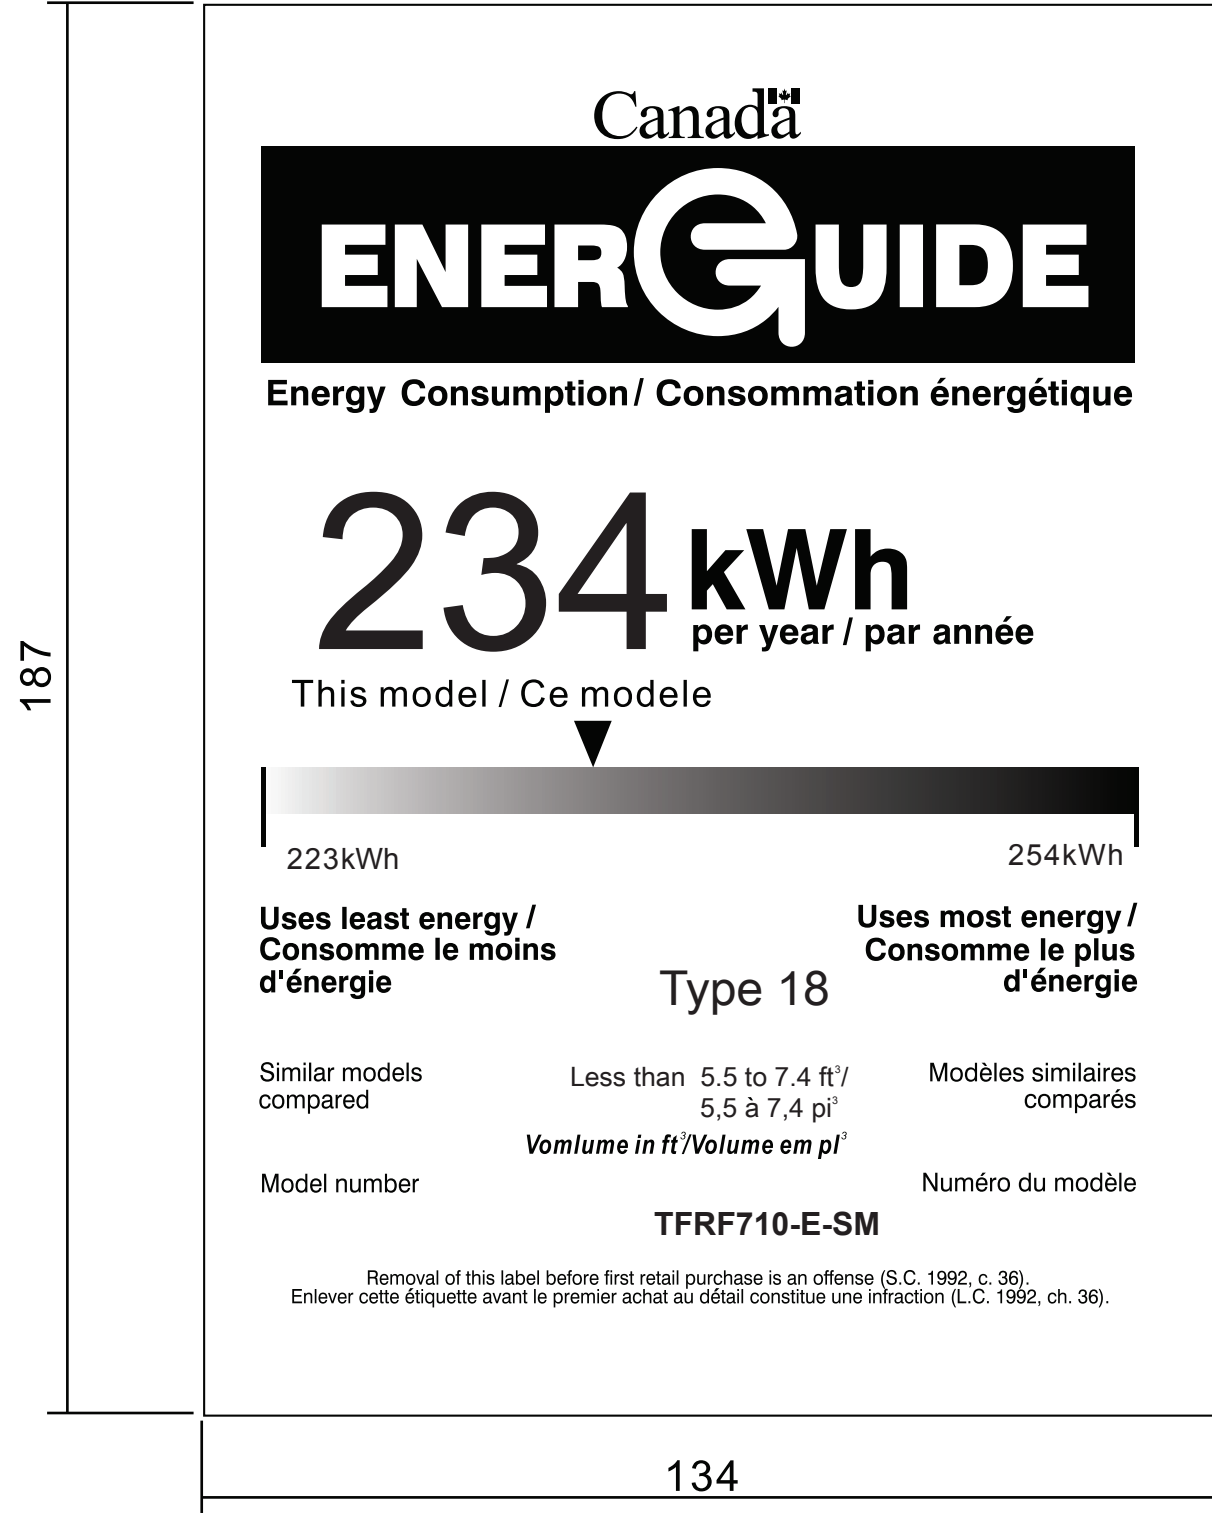 Canada
ENERGUIDE
Energy Consumption / Consommation énergétique
234 kWh
per year / par année
This model / Ce modele
187
223kWh
254kWh
Uses least energy /
Consomme le moins
d'énergie
Uses most energy /
Consomme le plus
d'énergie
Type 18
Similar models
compared
Less than 5.5 to 7.4 ft³/
5,5 à 7,4 pi³
Modèles similaires
comparés
Vomlume in ft³/Volume em pl³
Model number
Numéro du modèle
TFRF710-E-SM
Removal of this label before first retail purchase is an offense (S.C. 1992, c. 36).
Enlever cette étiquette avant le premier achat au détail constitue une infraction (L.C. 1992, ch. 36).
134